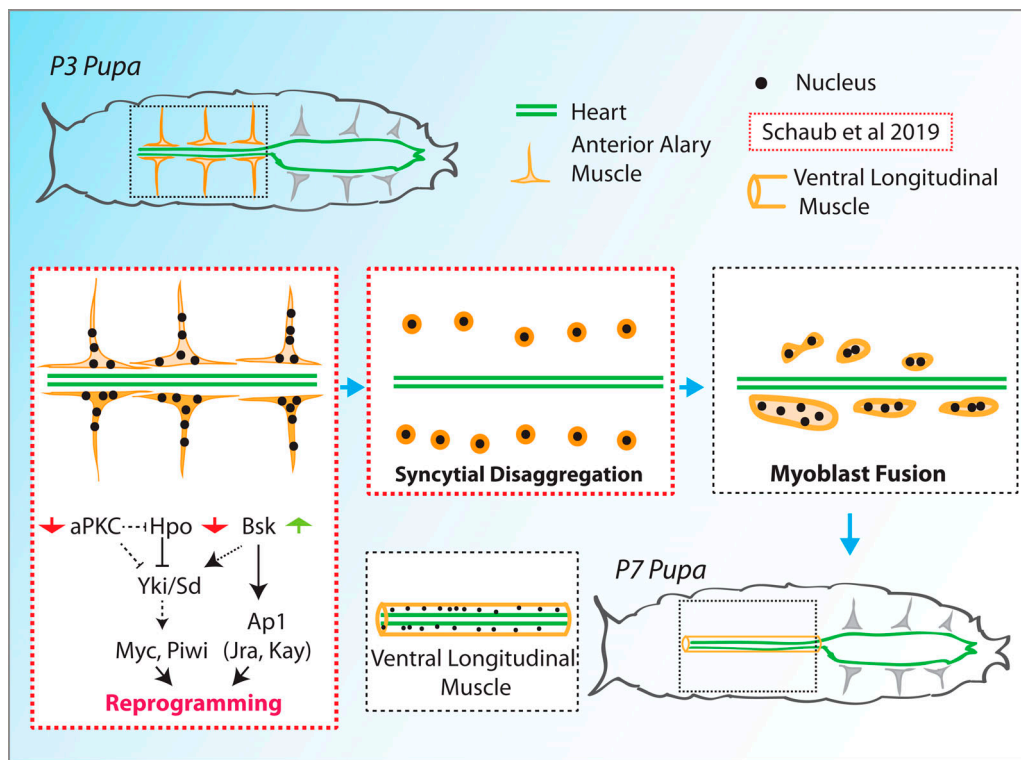 P3 Pupa
Heart
Anterior Alary
Muscle
Nucleus
Schaub et al 2019
Ventral Longitudinal
Muscle
Syncytial Disaggregation
Myoblast Fusion
aPKC Hpo Bsk
Yki/Sd
Ap1
Myc, Piwi (Jra, Kay)
Reprogramming
Ventral Longitudinal
Muscle
P7 Pupa